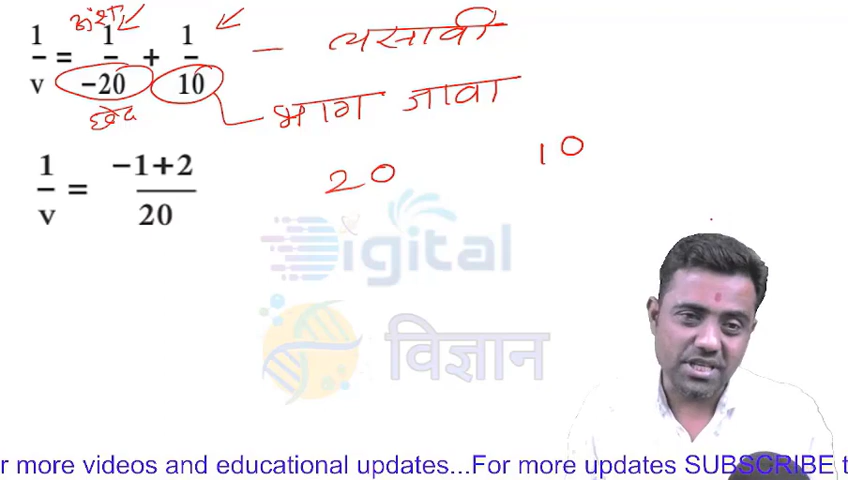 अंश
1/v = 1/-20 + 1/10 — लसावी
छेद
भाग जावा
1/v = -1+2/20
20 10
Digital
विज्ञान
r more videos and educational updates...For more updates SUBSCRIBE t